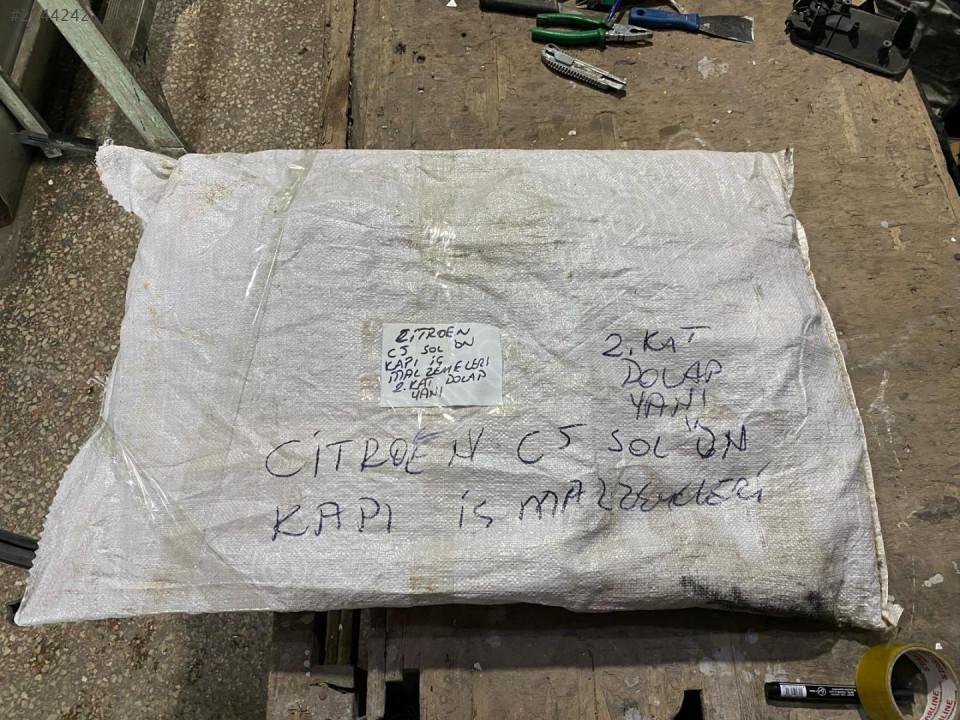 CİTROEN
C5 SOL ÖN
KAPI İÇ
MALZEMELERİ
2. KAT DOLAP
YANI
2. KAT
DOLAP
YANI
CİTROEN C5 SOL ÖN
KAPI İÇ MALZEMELERİ